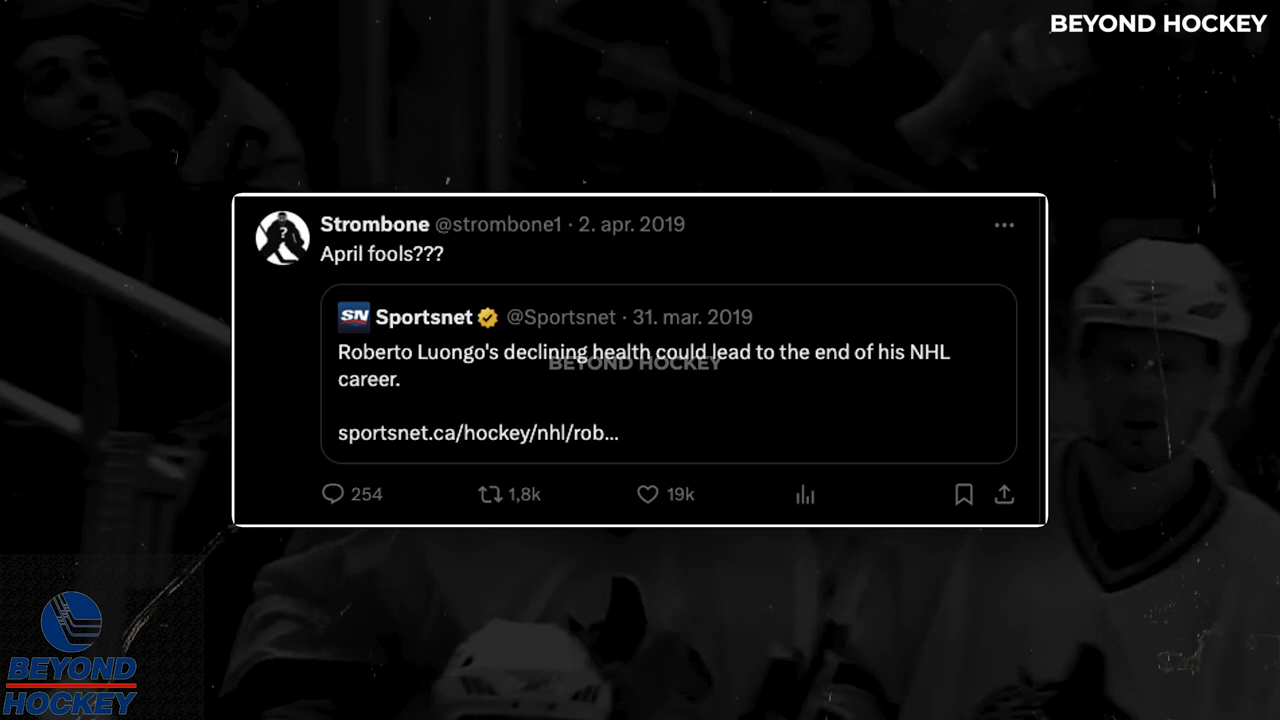 BEYOND HOCKEY
Strombone @strombone1 · 2. apr. 2019
April fools???
SN Sportsnet @Sportsnet · 31. mar. 2019
Roberto Luongo's declining health could lead to the end of his NHL
BEYOND HOCKEY
career.
sportsnet.ca/hockey/nhl/rob...
254 1,8k 19k
BEYOND
HOCKEY